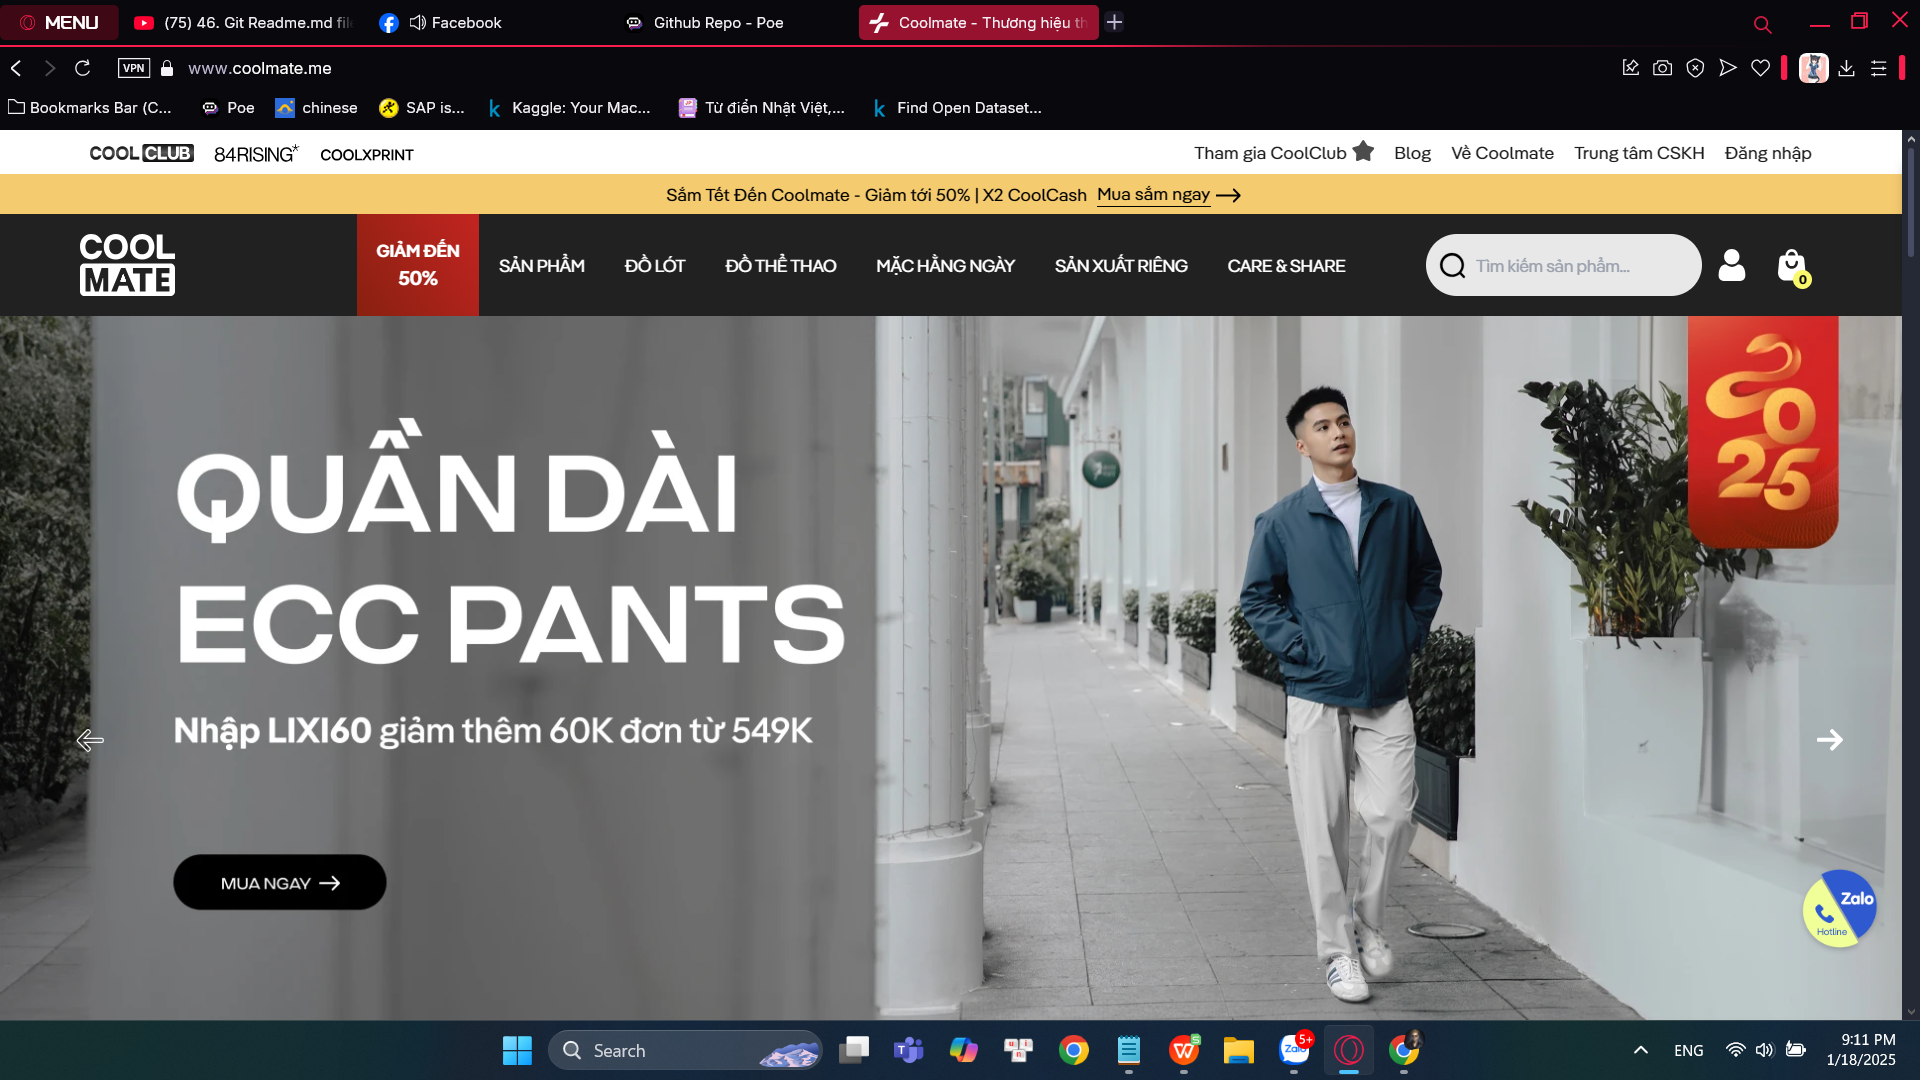 MENU
(75) 46. Git Readme.md fil
Facebook
Github Repo - Poe
Coolmate - Thương hiệu th
VPN
www.coolmate.me
Bookmarks Bar (C...
Poe
chinese
SAP is...
Kaggle: Your Mac...
Từ điển Nhật Việt,...
Find Open Dataset...
COOL CLUB
84RISING*
COOLXPRINT
Tham gia CoolClub
Blog
Về Coolmate
Trung tâm CSKH
Đăng nhập
Sắm Tết Đến Coolmate - Giảm tới 50% | X2 CoolCash Mua sắm ngay
COOL
MATE
GIẢM ĐẾN
50%
SẢN PHẨM
ĐỒ LÓT
ĐỒ THỂ THAO
MẶC HẰNG NGÀY
SẢN XUẤT RIÊNG
CARE & SHARE
Tìm kiếm sản phẩm...
0
2025
QUẦN DÀI
ECC PANTS
Nhập LIXI60 giảm thêm 60K đơn từ 549K
MUA NGAY
Zalo
Hotline
Search
Zalo
5+
ENG
9:11 PM
1/18/2025